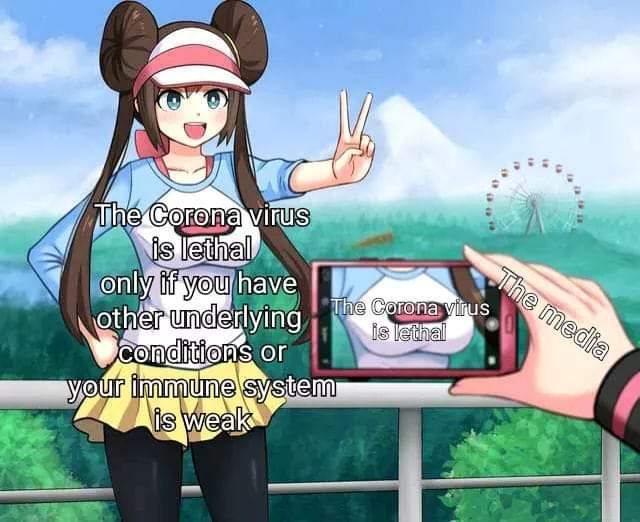 The Corona virus
is lethal
only if you have
other underlying
conditions or
your immune system
is weak
The Corona virus
is lethal
The media